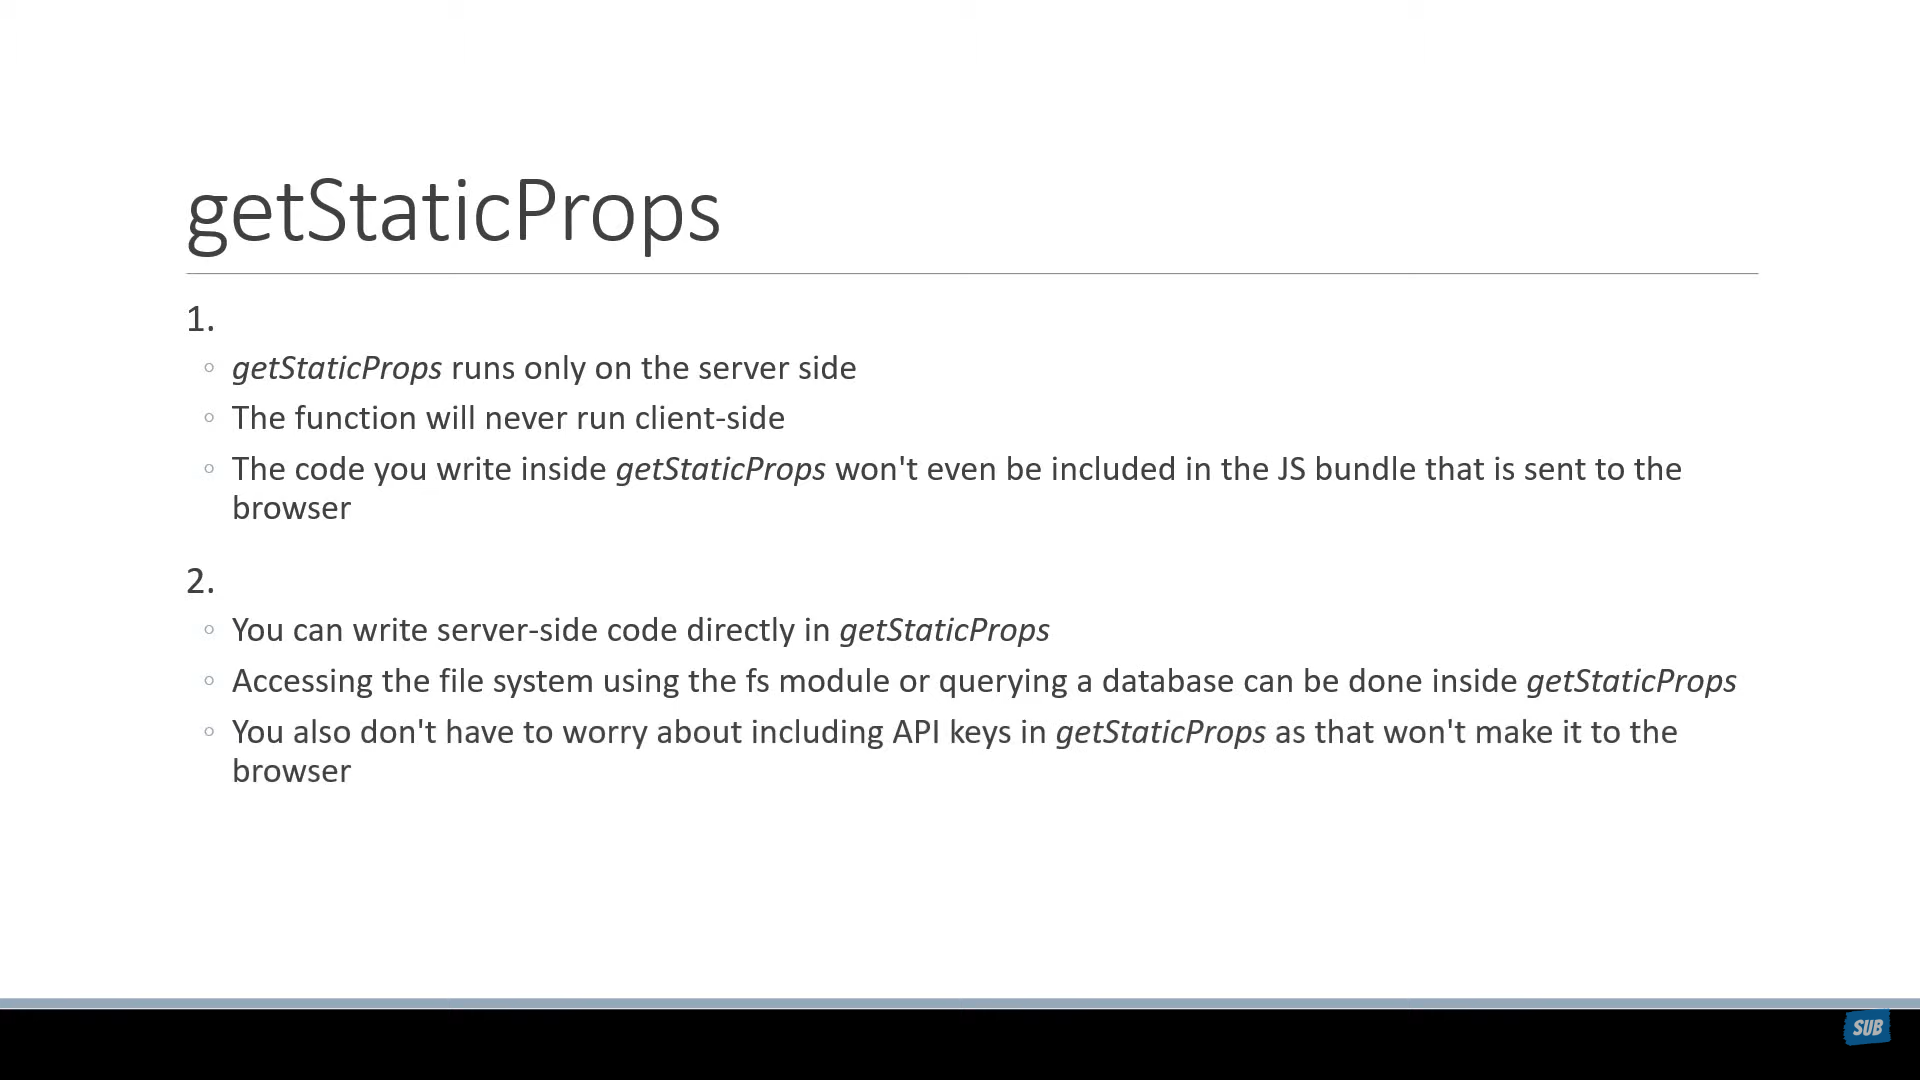 getStaticProps
1.
◦ getStaticProps runs only on the server side
◦ The function will never run client-side
◦ The code you write inside getStaticProps won't even be included in the JS bundle that is sent to the
browser
2.
◦ You can write server-side code directly in getStaticProps
◦ Accessing the file system using the fs module or querying a database can be done inside getStaticProps
◦ You also don't have to worry about including API keys in getStaticProps as that won't make it to the
browser
SUB